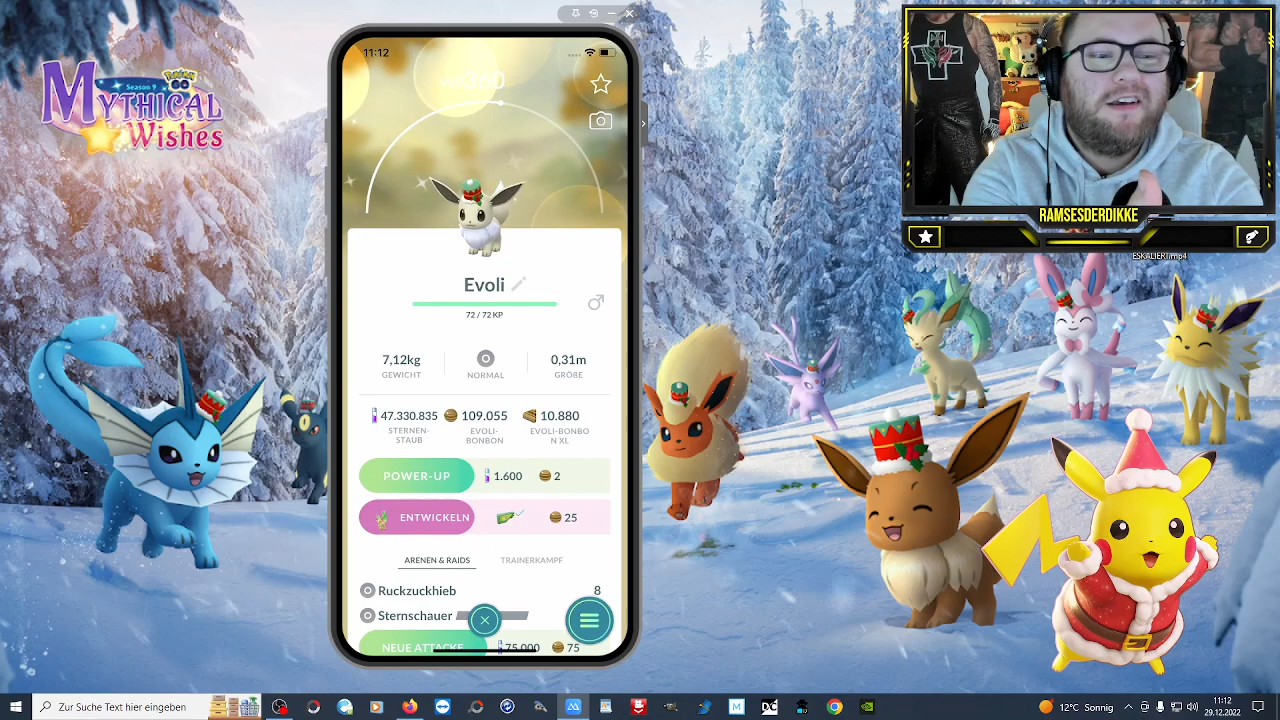 11:12
Pokémon GO
Season 9
MYTHICAL
Wishes
360
Evoli
72 / 72 KP
7,12kg
GEWICHT
NORMAL
0,31m
GRÖßE
47.330.835
STERNEN-
STAUB
109.055
EVOLI-
BONBON
10.880
EVOLI-BONBO
N XL
POWER-UP
1.600
2
ENTWICKELN
25
ARENEN & RAIDS
TRAINERKAMPF
Ruckzuckhieb
8
Sternschauer
NEUE ATTACKE
75.000
75
RAMSESDERDIKKE
ESKALIERT.mp4
Zur Suche Text hier eingeben
12°C Sonnig
11:12
29.12.2022